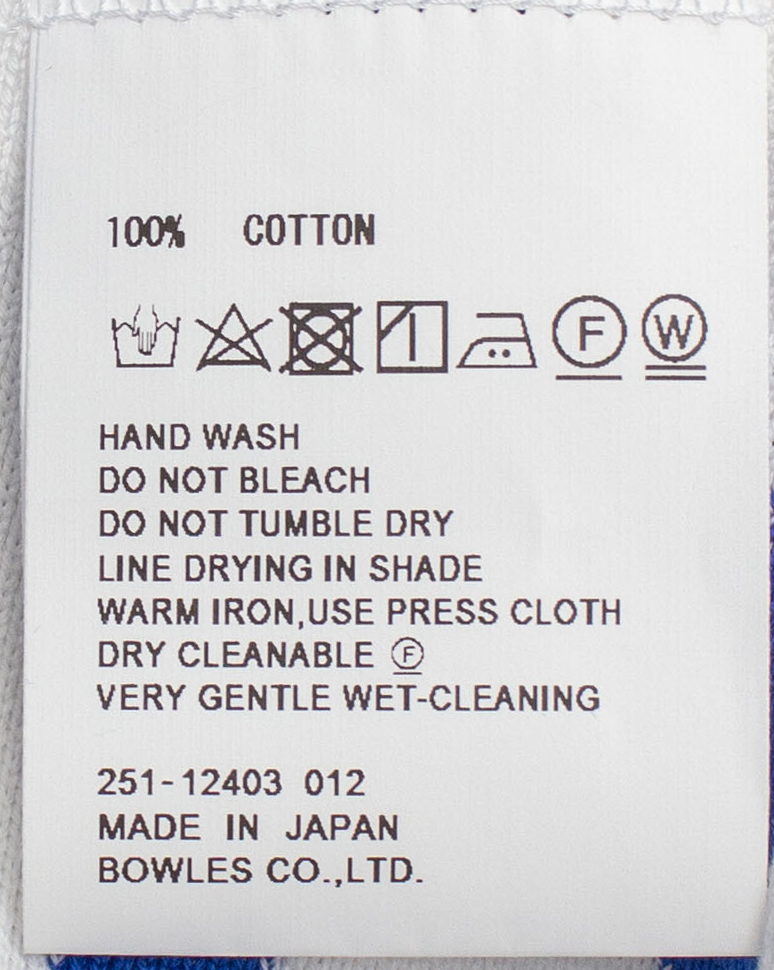 100% COTTON
F W
HAND WASH
DO NOT BLEACH
DO NOT TUMBLE DRY
LINE DRYING IN SHADE
WARM IRON,USE PRESS CLOTH
DRY CLEANABLE Ⓕ
VERY GENTLE WET-CLEANING
251-12403 012
MADE IN JAPAN
BOWLES CO.,LTD.